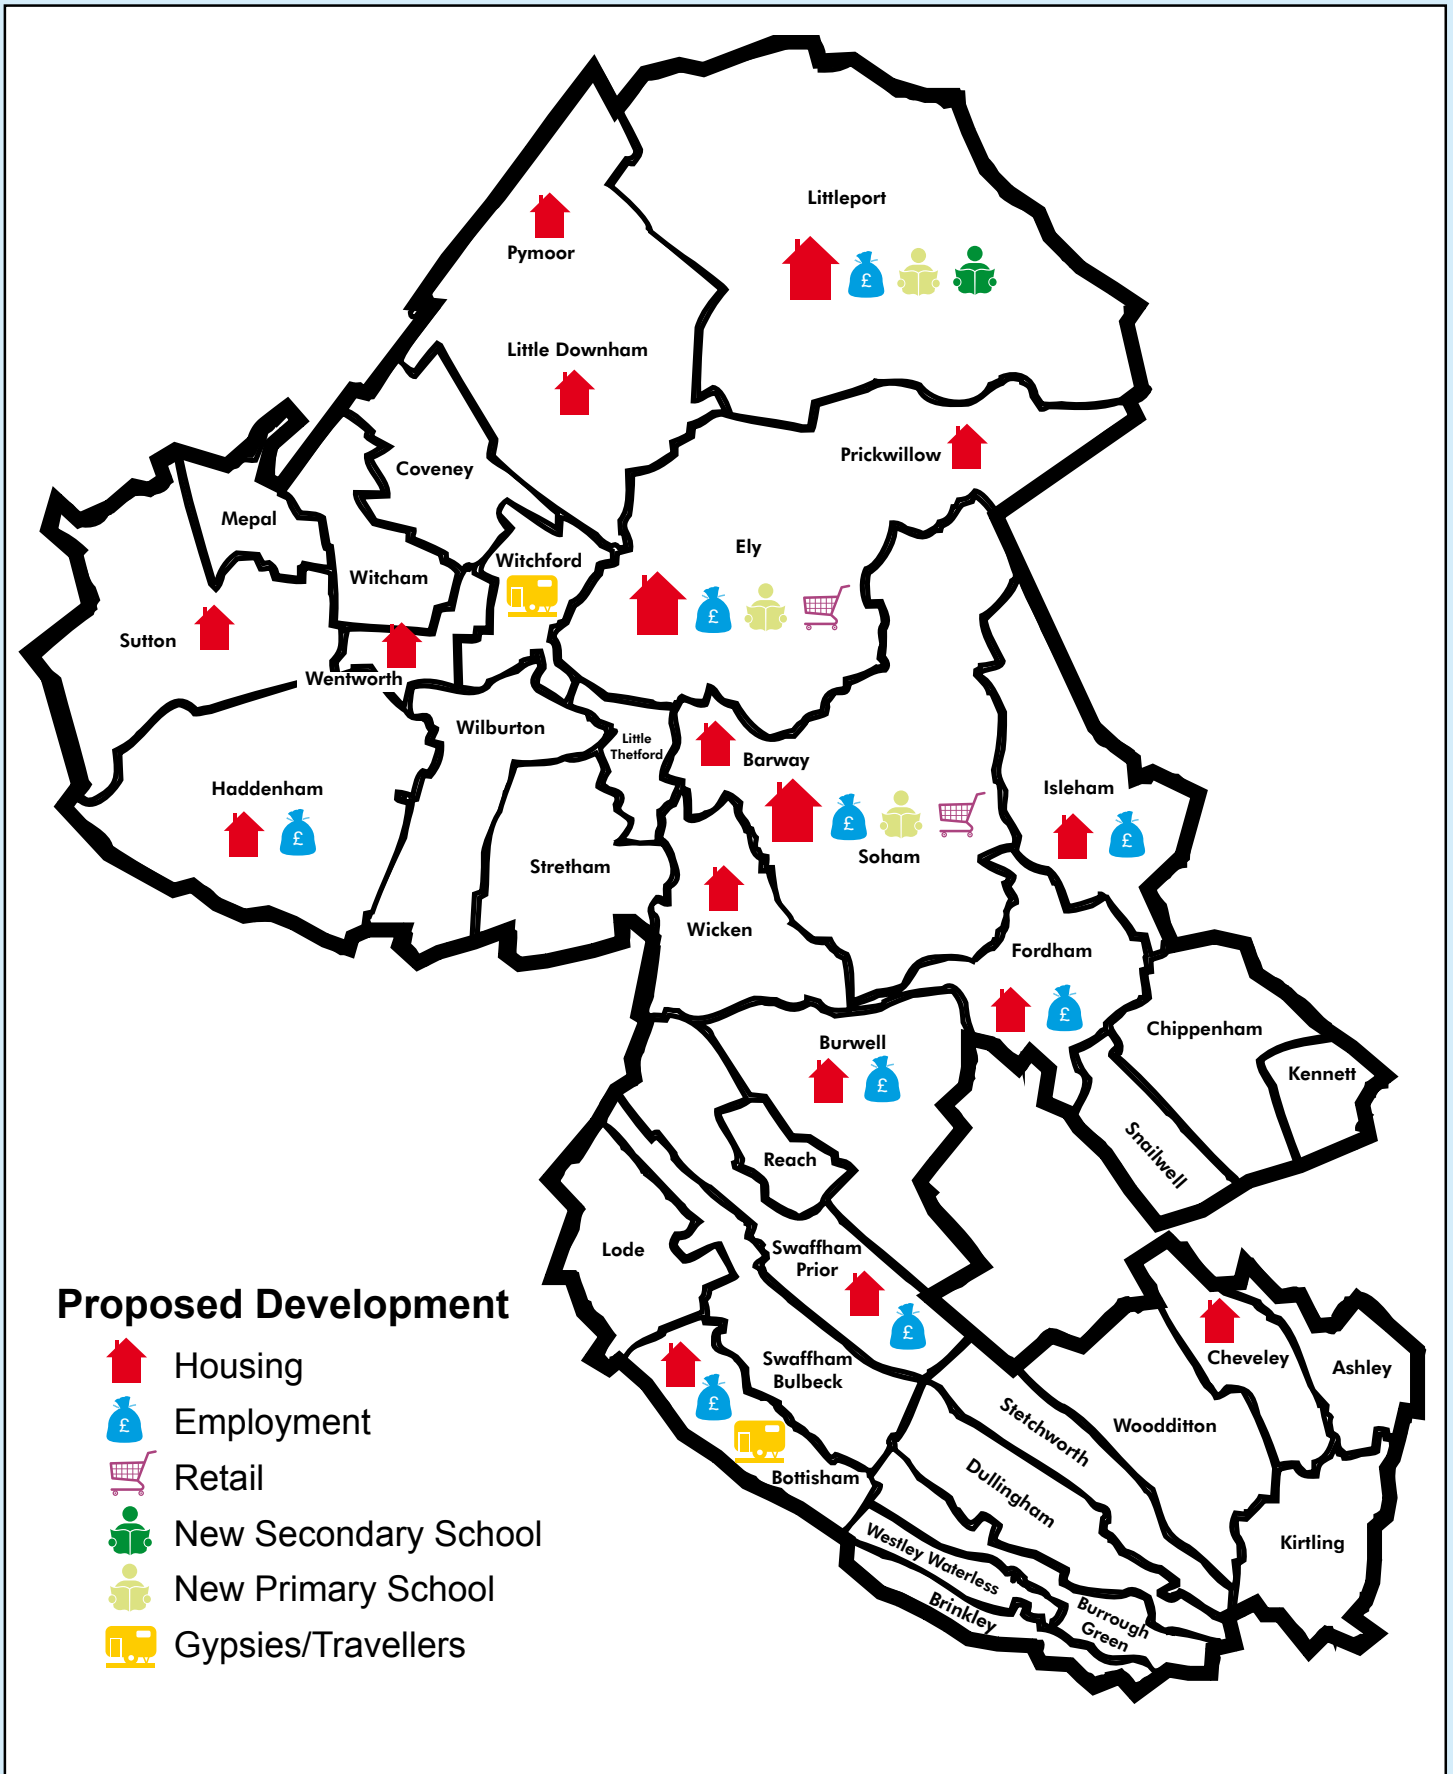 Littleport
Pymoor
Little Downham
Prickwillow
Coveney
Mepal
Ely
Witchford
Witcham
Sutton
Wentworth
Wilburton
Little
Thetford
Barway
Haddenham
Isleham
Soham
Stretham
Wicken
Fordham
Chippenham
Burwell
Kennett
Snailwell
Reach
Lode
Swaffham
Prior
Swaffham
Bulbeck
Cheveley
Ashley
Stetchworth
Woodditton
Bottisham
Dullingham
Kirtling
Westley Waterless
Brinkley
Burrough
Green
£
£
£
£
£
£
£
£
£
Proposed Development
Housing
£ Employment
Retail
New Secondary School
New Primary School
Gypsies/Travellers